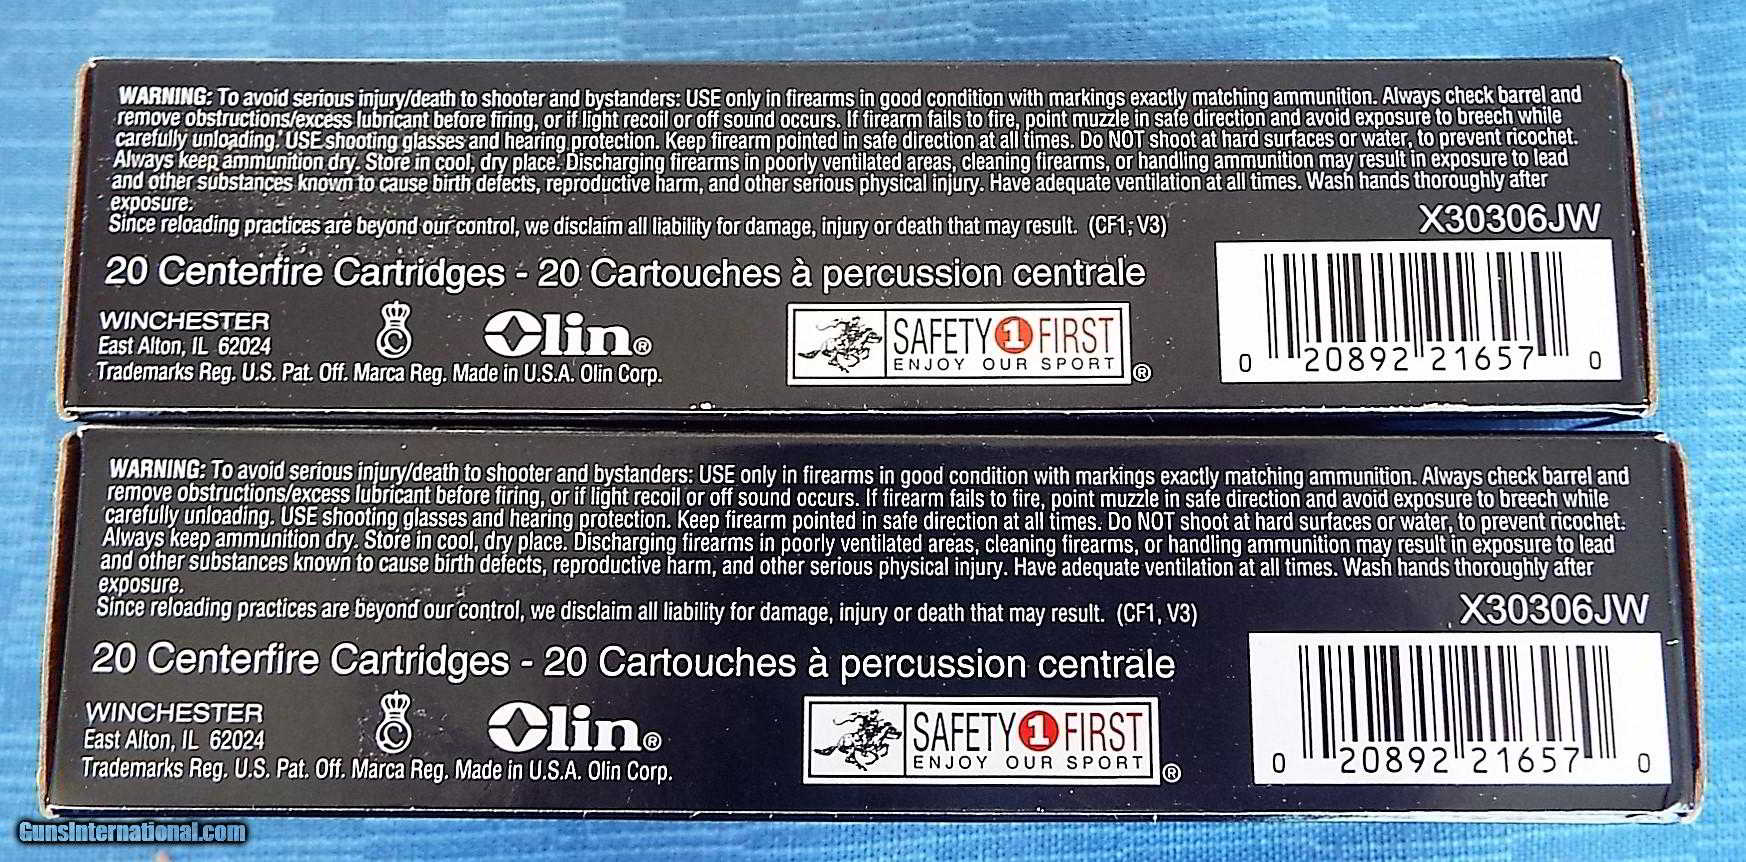 WARNING: To avoid serious injury/death to shooter and bystanders: USE only in firearms in good condition with markings exactly matching ammunition. Always check barrel and
remove obstructions/excess lubricant before firing, or if light recoil or off sound occurs. If firearm fails to fire, point muzzle in safe direction and avoid exposure to breech while
carefully unloading. USE shooting glasses and hearing protection. Keep firearm pointed in safe direction at all times. Do NOT shoot at hard surfaces or water, to prevent ricochet.
Always keep ammunition dry. Store in cool, dry place. Discharging firearms in poorly ventilated areas, cleaning firearms, or handling ammunition may result in exposure to lead
and other substances known to cause birth defects, reproductive harm, and other serious physical injury. Have adequate ventilation at all times. Wash hands thoroughly after
exposure.
Since reloading practices are beyond our control, we disclaim all liability for damage, injury or death that may result. (CF1, V3)
X30306JW
20 Centerfire Cartridges - 20 Cartouches à percussion centrale
WINCHESTER
East Alton, IL 62024
Trademarks Reg. U.S. Pat. Off. Marca Reg. Made in U.S.A. Olin Corp.
Olin®
SAFETY 1 FIRST
ENJOY OUR SPORT ®
0 20892 21657 0
WARNING: To avoid serious injury/death to shooter and bystanders: USE only in firearms in good condition with markings exactly matching ammunition. Always check barrel and
remove obstructions/excess lubricant before firing, or if light recoil or off sound occurs. If firearm fails to fire, point muzzle in safe direction and avoid exposure to breech while
carefully unloading. USE shooting glasses and hearing protection. Keep firearm pointed in safe direction at all times. Do NOT shoot at hard surfaces or water, to prevent ricochet.
Always keep ammunition dry. Store in cool, dry place. Discharging firearms in poorly ventilated areas, cleaning firearms, or handling ammunition may result in exposure to lead
and other substances known to cause birth defects, reproductive harm, and other serious physical injury. Have adequate ventilation at all times. Wash hands thoroughly after
exposure.
Since reloading practices are beyond our control, we disclaim all liability for damage, injury or death that may result. (CF1, V3)
X30306JW
20 Centerfire Cartridges - 20 Cartouches à percussion centrale
WINCHESTER
East Alton, IL 62024
Trademarks Reg. U.S. Pat. Off. Marca Reg. Made in U.S.A. Olin Corp.
Olin®
SAFETY 1 FIRST
ENJOY OUR SPORT ®
0 20892 21657 0
GunsInternational.com